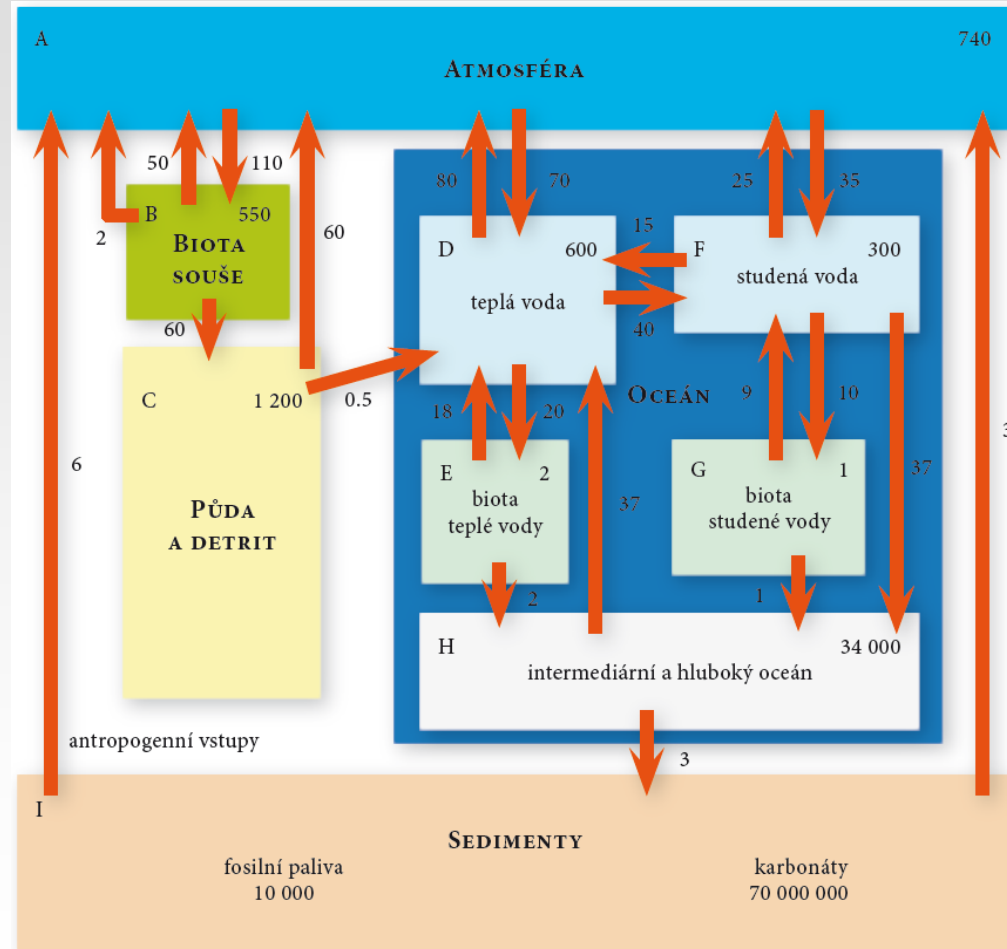 A
740
ATMOSFÉRA
50
110
80
70
25
35
B
550
2
BIOTA
SOUŠE
60
15
D
600
F
300
teplá voda
studená voda
40
60
C
1 200
0.5
OCEÁN
18
20
9
10
6
37
37
3
E
2
biota
teplé vody
G
1
biota
studené vody
PŮDA
A DETRIT
2
1
H
34 000
intermediární a hluboký oceán
antropogenní vstupy
3
I
SEDIMENTY
fosilní paliva
10 000
karbonáty
70 000 000